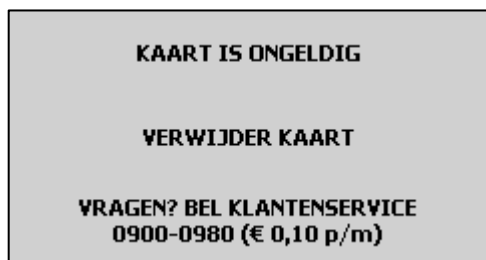 KAART IS ONGELDIG
VERWIJDER KAART
VRAGEN? BEL KLANTENSERVICE
0900-0980 (€ 0,10 p/m)